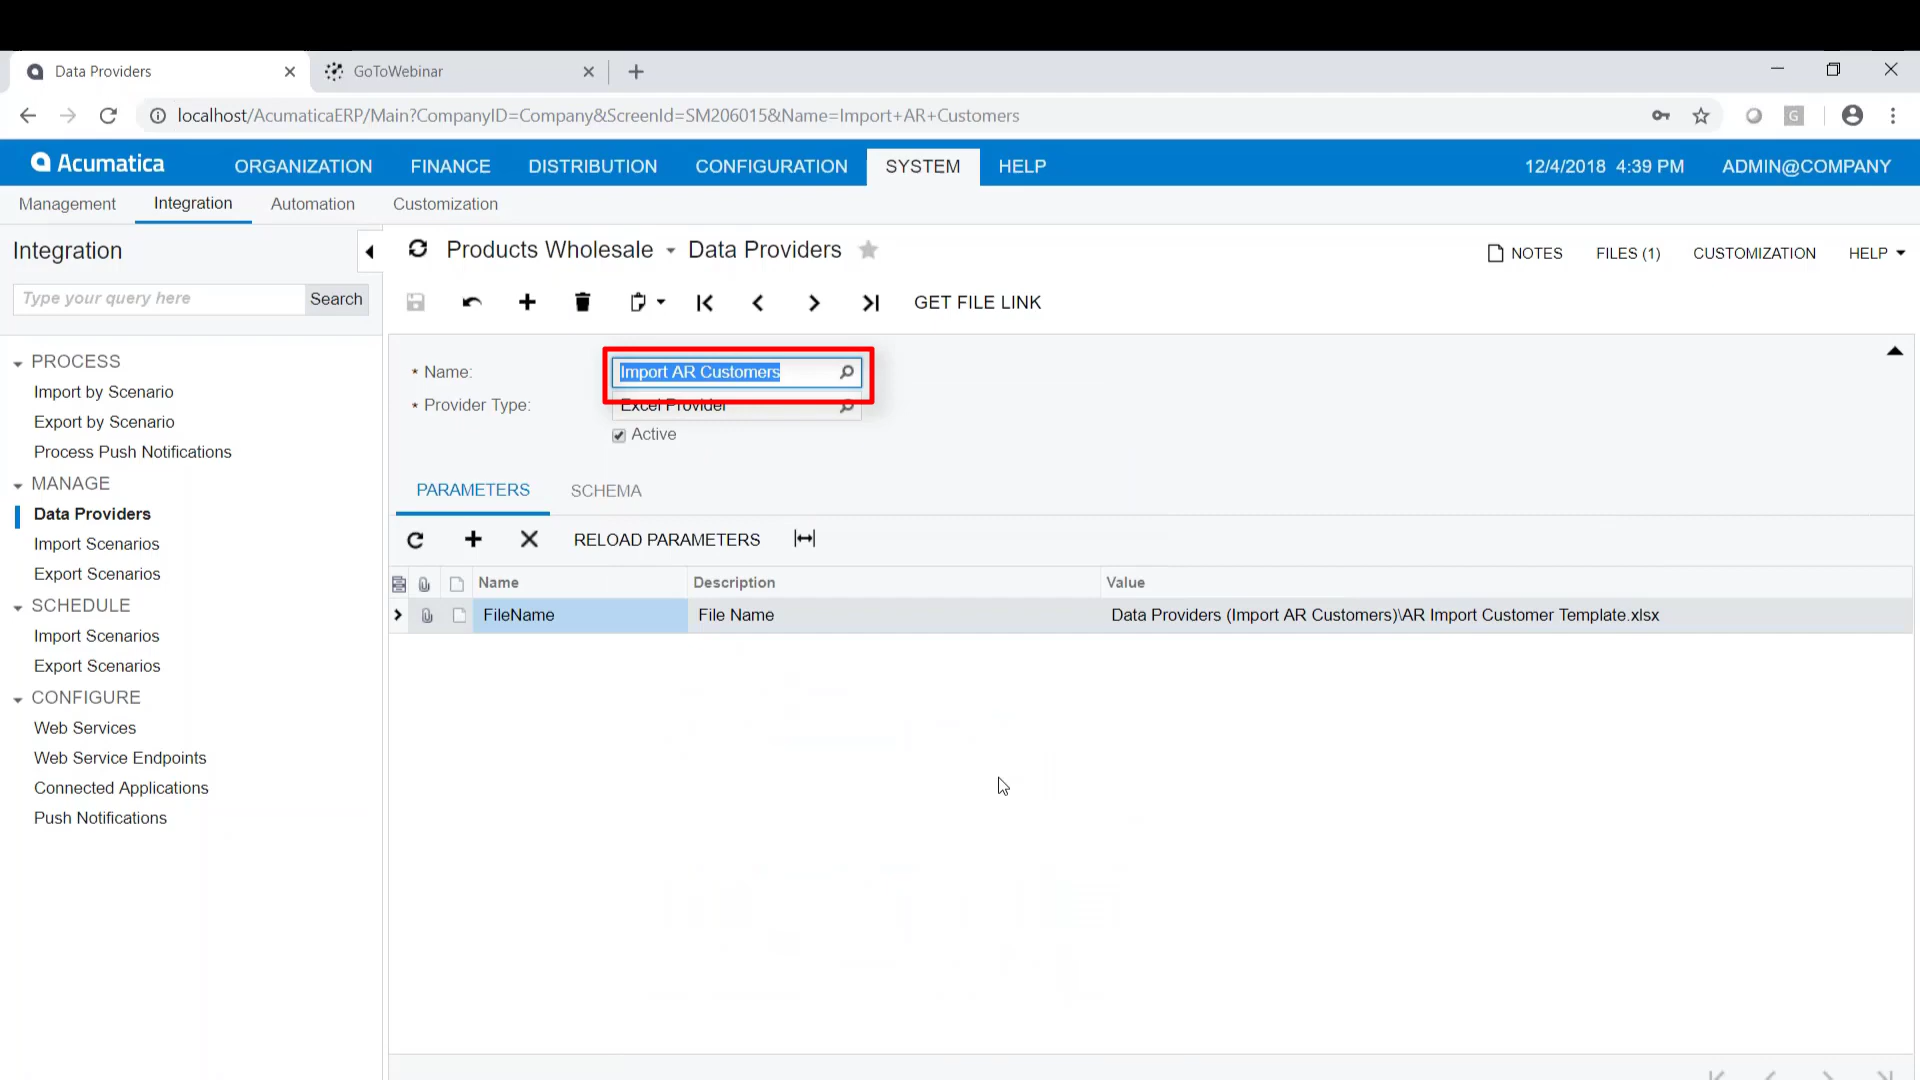 Data Providers
GoToWebinar
localhost/AcumaticaERP/Main?CompanyID=Company&ScreenId=SM206015&Name=Import+AR+Customers
G
Acumatica
ORGANIZATION FINANCE DISTRIBUTION CONFIGURATION SYSTEM HELP
12/4/2018 4:39 PM ADMIN@COMPANY
Management Integration Automation Customization
Integration
Products Wholesale Data Providers
NOTES FILES (1) CUSTOMIZATION HELP
Type your query here Search
GET FILE LINK
PROCESS
Import by Scenario
Export by Scenario
Process Push Notifications
MANAGE
Data Providers
Import Scenarios
Export Scenarios
SCHEDULE
Import Scenarios
Export Scenarios
CONFIGURE
Web Services
Web Service Endpoints
Connected Applications
Push Notifications
* Name: Import AR Customers
* Provider Type: Excel Provider
Active
PARAMETERS SCHEMA
RELOAD PARAMETERS
Name Description Value
FileName File Name Data Providers (Import AR Customers)\AR Import Customer Template.xlsx